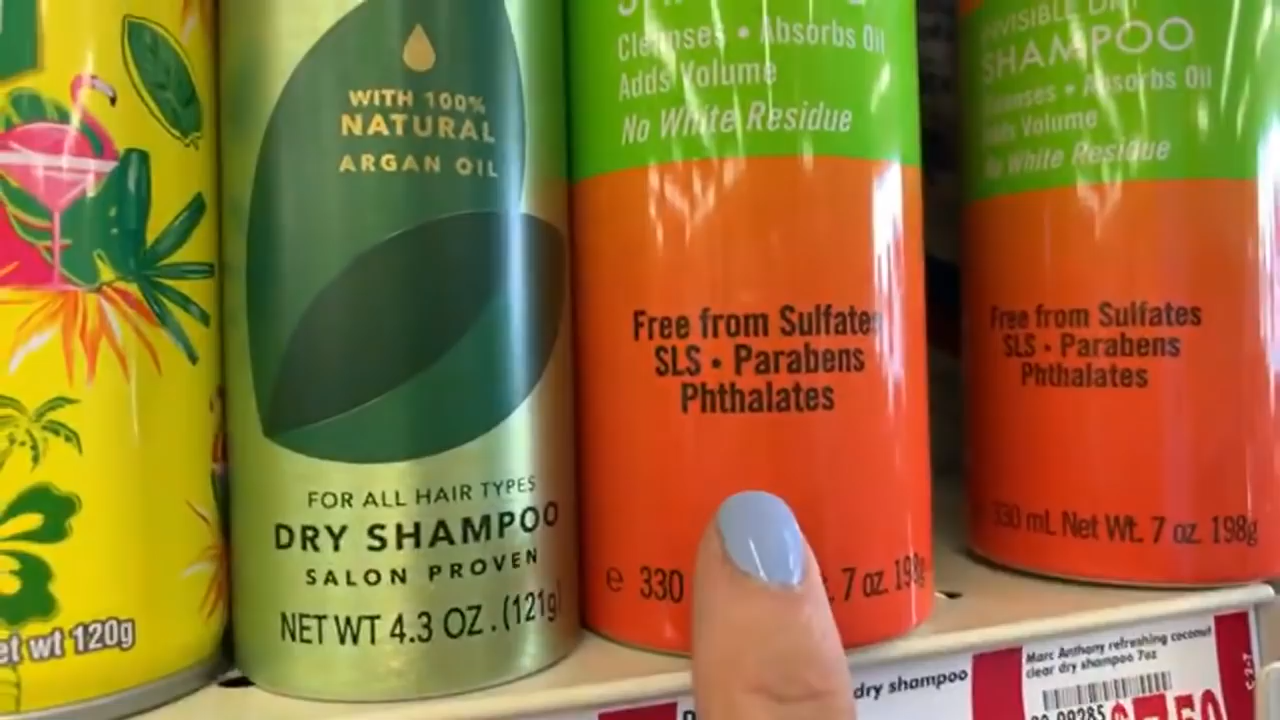 et wt 120g
WITH 100%
NATURAL
ARGAN OIL
FOR ALL HAIR TYPES
DRY SHAMPOO
SALON PROVEN
NET WT 4.3 OZ. (121g)
Cleanses • Absorbs Oil
Adds Volume
No White Residue
Free from Sulfates
SLS • Parabens
Phthalates
e 330
. 7 oz. 198g
INVISIBLE DRY
SHAMPOO
Cleanses • Absorbs Oil
Adds Volume
No White Residue
Free from Sulfates
SLS • Parabens
Phthalates
330 mL Net Wt. 7 oz. 198g
dry shampoo
Marc Anthony refreshing coconut
clear dry shampoo 7oz